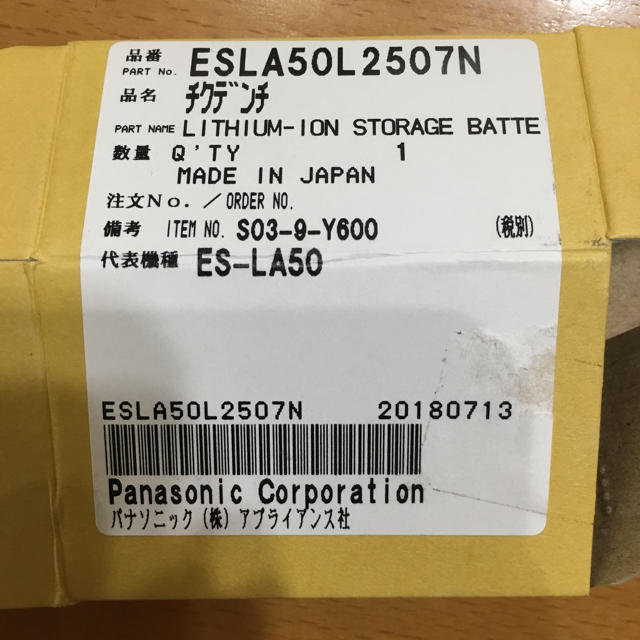 品番
PART No. ESLA50L2507N
品名 チクデンチ
PART NAME LITHIUM-ION STORAGE BATTE
数量 Q'TY 1
MADE IN JAPAN
注文No.／ORDER NO.
備考 ITEM NO. S03-9-Y600 (税別)
代表機種 ES-LA50
ESLA50L2507N 20180713
Panasonic Corporation
パナソニック(株)アプライアンス社